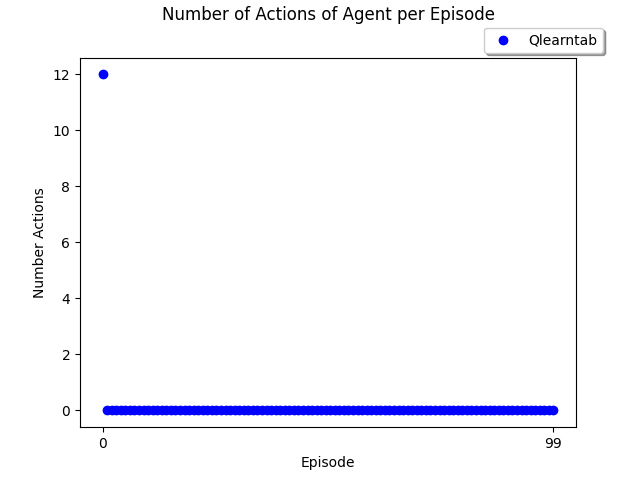 Number of Actions of Agent per Episode
Qlearntab
12
10
8
6
4
2
0
Number Actions
0 99
Episode